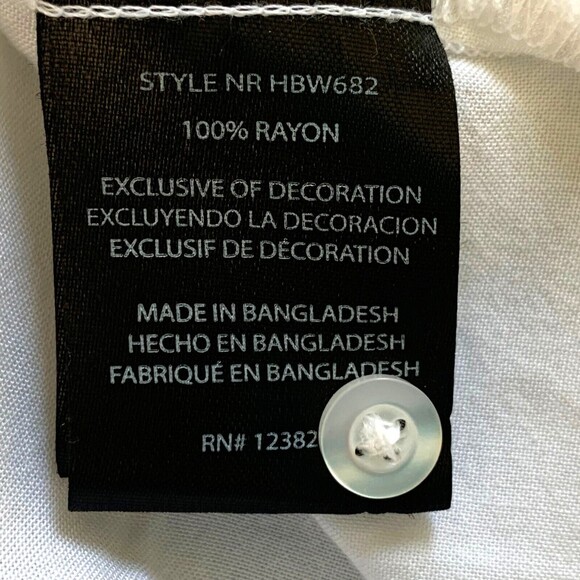 STYLE NR HBW682
100% RAYON
EXCLUSIVE OF DECORATION
EXCLUYENDO LA DECORACION
EXCLUSIF DE DÉCORATION
MADE IN BANGLADESH
HECHO EN BANGLADESH
FABRIQUÉ EN BANGLADESH
RN# 12382